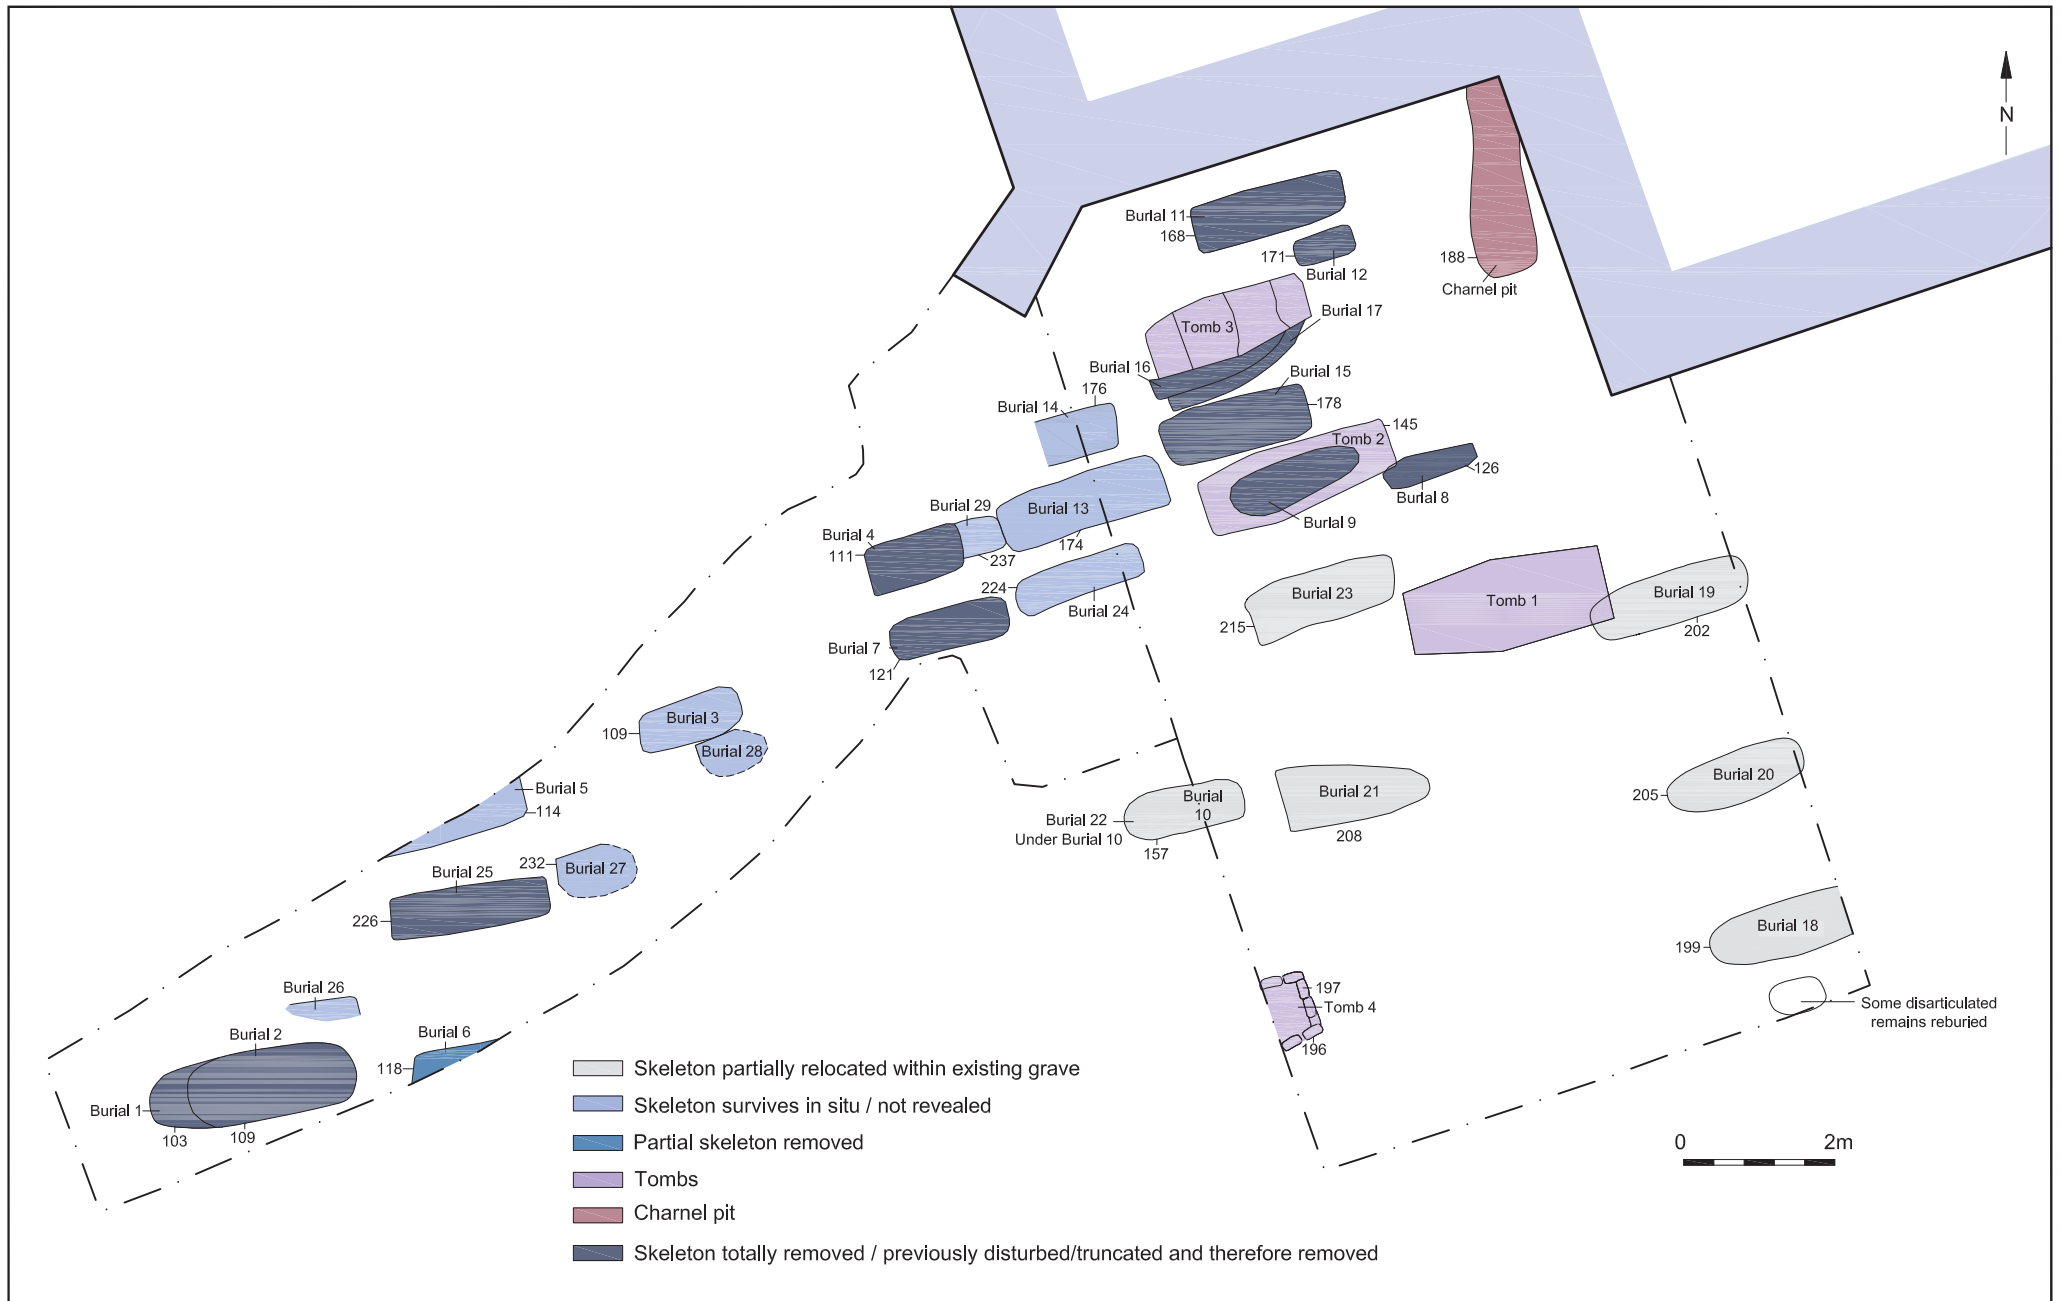 N
Burial 11
168
171
Burial 12
188
Charnel pit
Burial 17
Tomb 3
Burial 16
Burial 15
176
Burial 14
178
145
Tomb 2
126
Burial 8
Burial 9
Burial 29
Burial 13
Burial 4
111
174
237
224
Burial 24
Burial 23
215
Tomb 1
Burial 19
202
Burial 7
121
Burial 3
109
Burial 28
Burial 5
114
Burial 20
205
Burial 21
208
Burial
10
Burial 22
Under Burial 10
157
Burial 25
226
232
Burial 27
Burial 18
199
Burial 26
197
Tomb 4
196
Some disarticulated
remains reburied
Burial 2
Burial 6
118
Burial 1
103
109
Skeleton partially relocated within existing grave
Skeleton survives in situ / not revealed
Partial skeleton removed
Tombs
Charnel pit
Skeleton totally removed / previously disturbed/truncated and therefore removed
0 2m